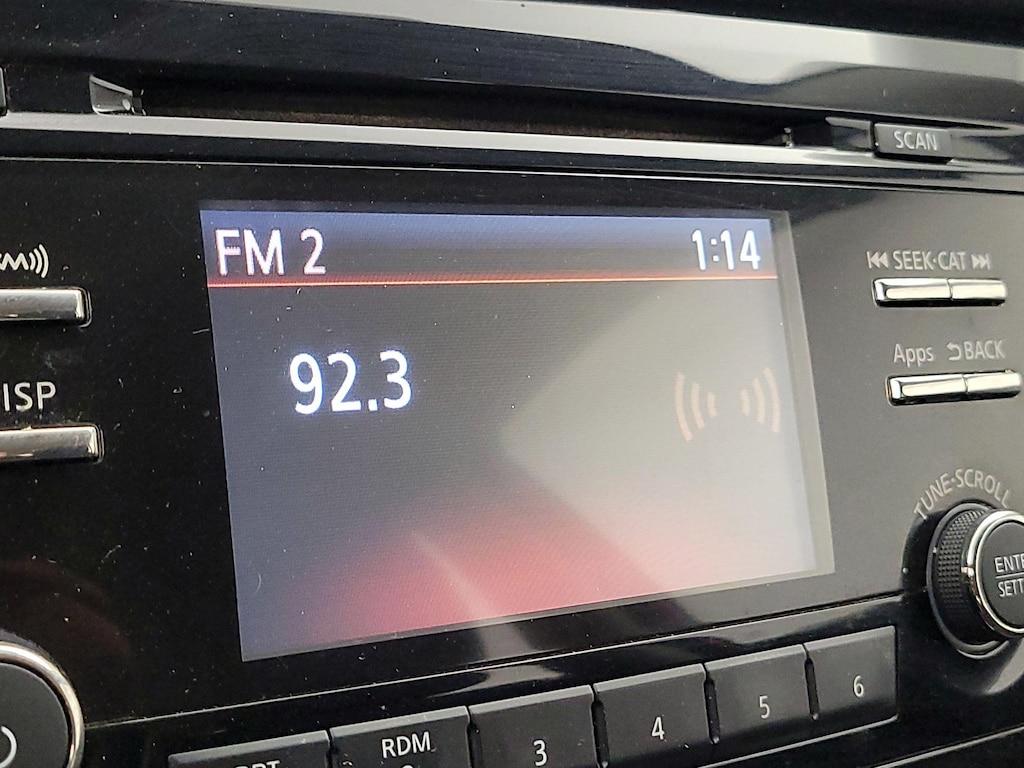 SCAN
FM 2 1:14
SEEK·CAT
92.3
Apps BACK
ISP
TUNE·SCROLL
RDM
3
4
5
6